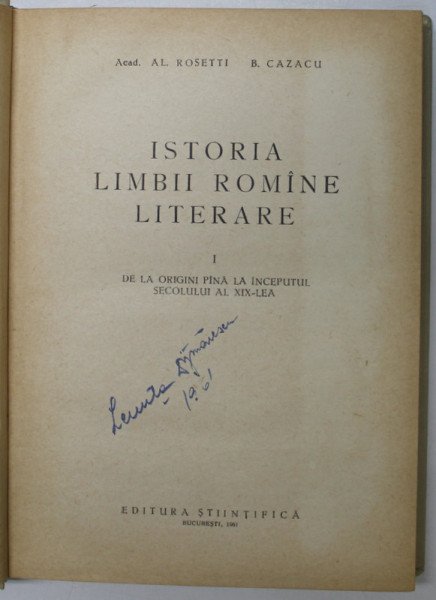 Acad. AL. ROSETTI B. CAZACU
ISTORIA
LIMBII ROMÎNE
LITERARE
I
DE LA ORIGINI PÎNĂ LA ÎNCEPUTUL
SECOLULUI AL XIX-LEA
1961
EDITURA ȘTIINȚIFICĂ
BUCUREȘTI, 1961